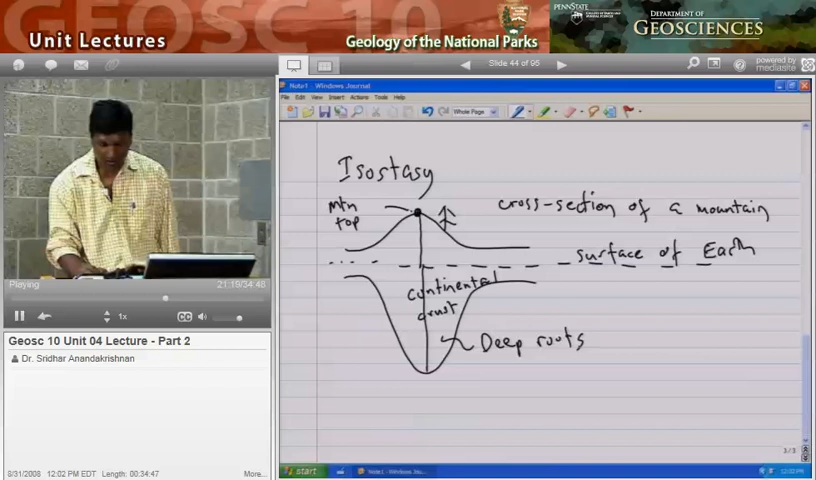 GEOSC 10
Unit Lectures
Geology of the National Parks
PENNSTATE
DEPARTMENT OF
GEOSCIENCES
Slide 44 of 95
powered by
mediasite
Note1 - Windows Journal
File Edit View Insert Actions Tools Help
Whole Page
Isostasy
mtn
top
cross-section of a mountain
surface of Earth
continental
crust
Deep roots
3/3
Playing
21:19/34:48
1x
CC
Geosc 10 Unit 04 Lecture - Part 2
Dr. Sridhar Anandakrishnan
8/31/2008 12:02 PM EDT Length: 00:34:47
More...
start
Note1 - Windows Jou...
12:02 PM